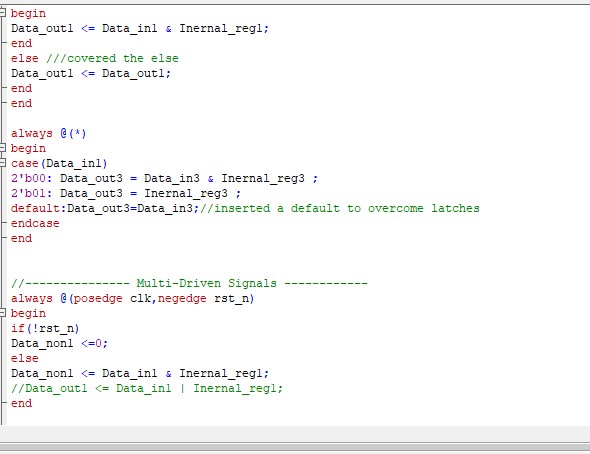 begin
Data_out1 <= Data_in1 & Inernal_reg1;
end
else ///covered the else
Data_out1 <= Data_out1;
end
end
always @(*)
begin
case(Data_in1)
2'b00: Data_out3 = Data_in3 & Inernal_reg3 ;
2'b01: Data_out3 = Inernal_reg3 ;
default:Data_out3=Data_in3;//inserted a default to overcome latches
endcase
end
//--------------- Multi-Driven Signals ------------
always @(posedge clk,negedge rst_n)
begin
if(!rst_n)
Data_non1 <=0;
else
Data_non1 <= Data_in1 & Inernal_reg1;
//Data_out1 <= Data_in1 | Inernal_reg1;
end